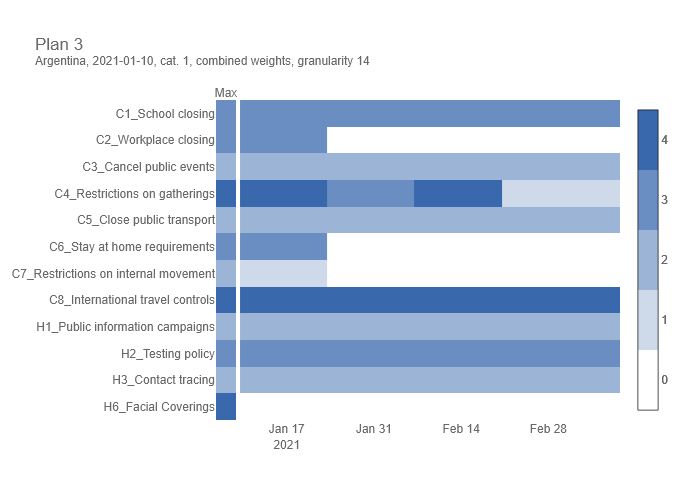 Plan 3
Argentina, 2021-01-10, cat. 1, combined weights, granularity 14
Max
C1_School closing
C2_Workplace closing
C3_Cancel public events
C4_Restrictions on gatherings
C5_Close public transport
C6_Stay at home requirements
C7_Restrictions on internal movement
C8_International travel controls
H1_Public information campaigns
H2_Testing policy
H3_Contact tracing
H6_Facial Coverings
Jan 17 Jan 31 Feb 14 Feb 28
2021
4
3
2
1
0